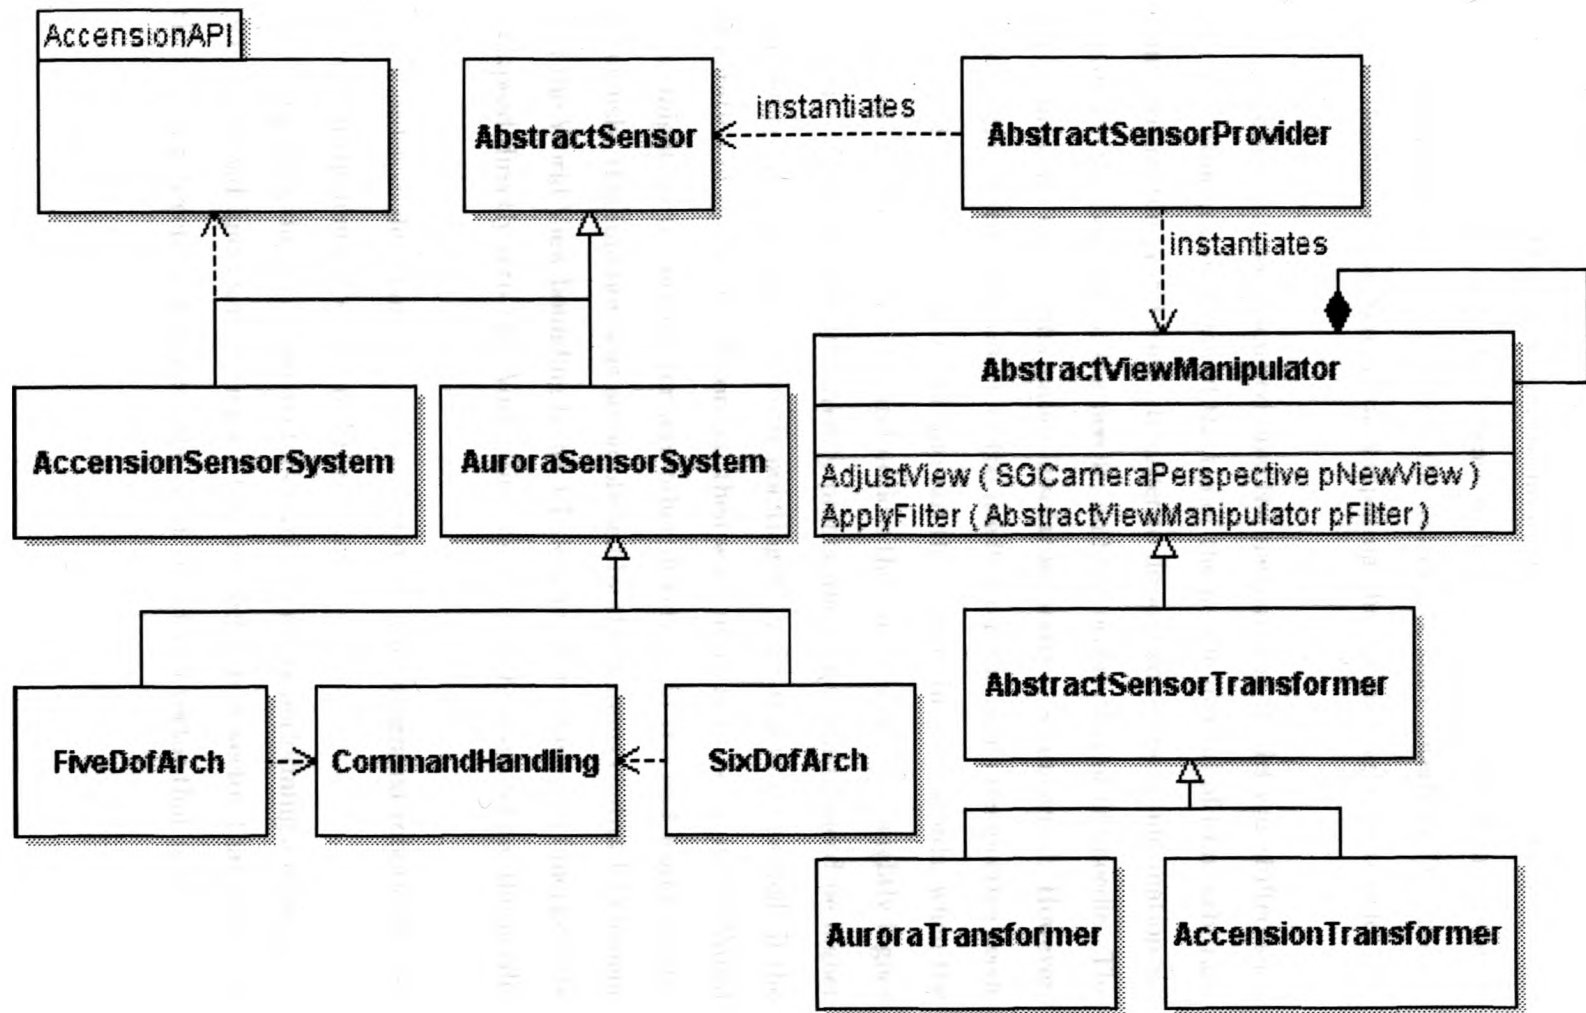 AccensionAPI
AbstractSensor
instantiates
AbstractSensorProvider
instantiates
AbstractViewManipulator
AdjustView ( SGCameraPerspective pNewView )
ApplyFilter ( AbstractViewManipulator pFilter )
AccensionSensorSystem
AuroraSensorSystem
AbstractSensorTransformer
FiveDofArch
CommandHandling
SixDofArch
AuroraTransformer
AccensionTransformer